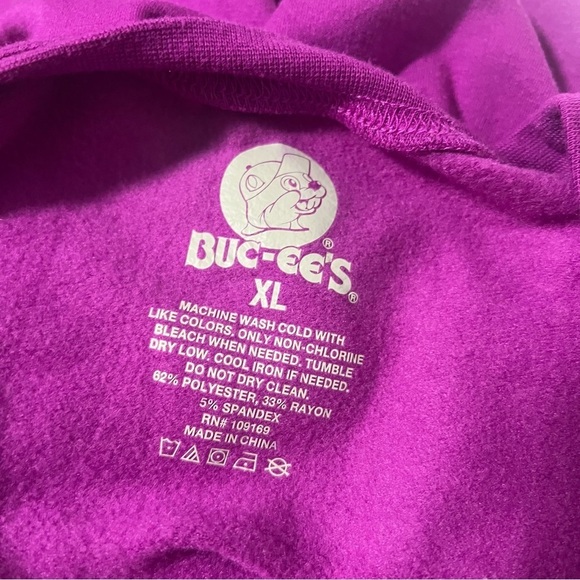 BUC-EE'S®
®
XL
MACHINE WASH COLD WITH
LIKE COLORS. ONLY NON-CHLORINE
BLEACH WHEN NEEDED. TUMBLE
DRY LOW. COOL IRON IF NEEDED.
DO NOT DRY CLEAN.
62% POLYESTER, 33% RAYON
5% SPANDEX
RN# 109169
MADE IN CHINA